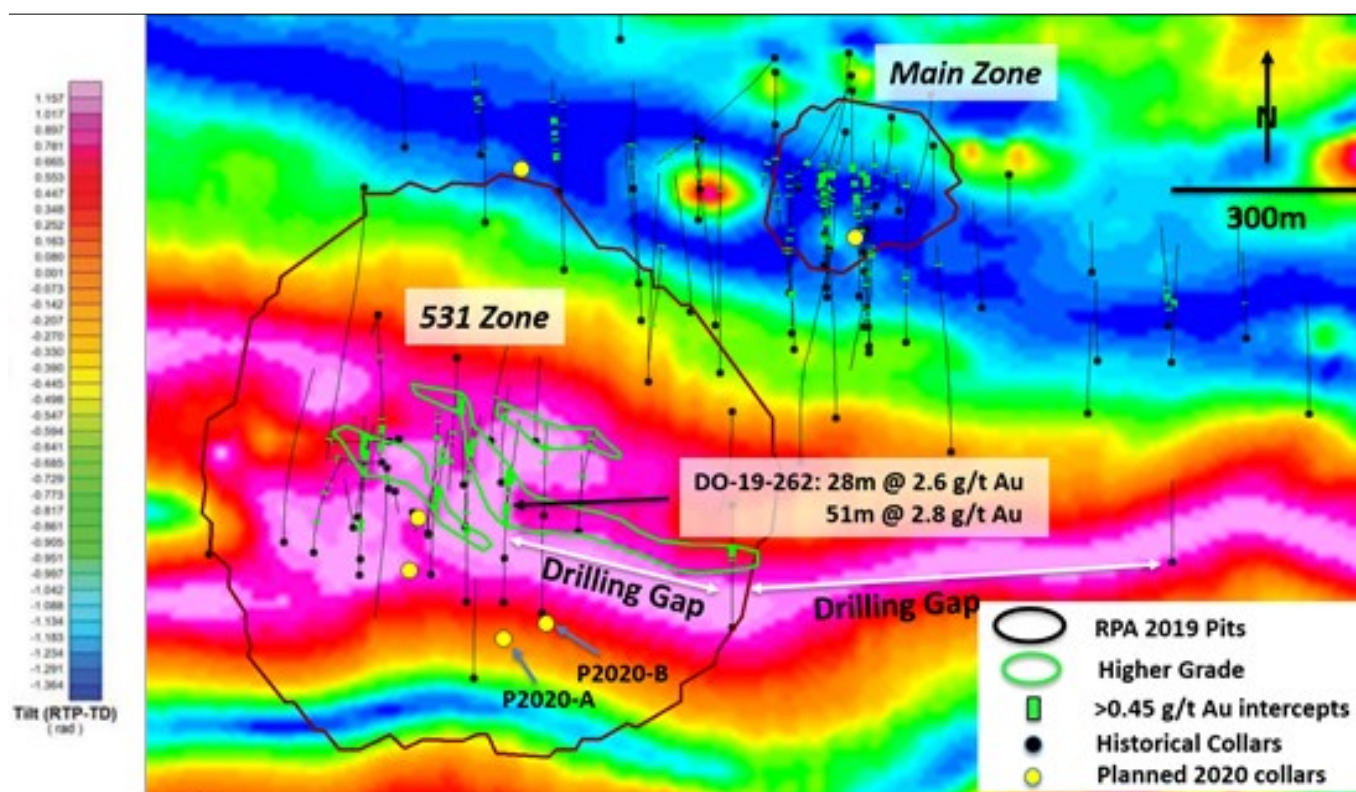 Main Zone
N
300m
531 Zone
DO-19-262: 28m @ 2.6 g/t Au
51m @ 2.8 g/t Au
Drilling Gap
Drilling Gap
P2020-B
P2020-A
RPA 2019 Pits
Higher Grade
>0.45 g/t Au intercepts
Historical Collars
Planned 2020 collars
1.157
1.017
0.897
0.781
0.665
0.553
0.447
0.348
0.252
0.163
0.080
0.001
-0.073
-0.142
-0.207
-0.270
-0.330
-0.390
-0.445
-0.498
-0.547
-0.594
-0.641
-0.685
-0.729
-0.773
-0.817
-0.861
-0.905
-0.951
-0.997
-1.042
-1.088
-1.134
-1.183
-1.234
-1.291
-1.364
Tilt (RTP-TD)
( rad )